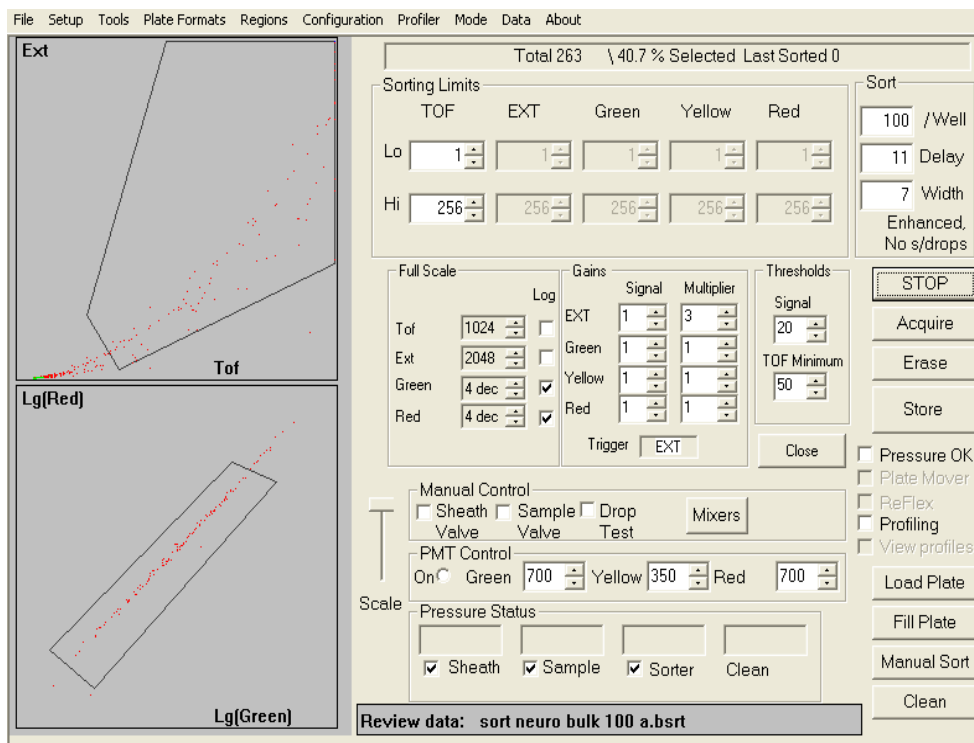 File Setup Tools Plate Formats Regions Configuration Profiler Mode Data About
Ext
Tof
Lg(Red)
Lg(Green)
Total 263 \ 40.7 % Selected Last Sorted 0
Sorting Limits
TOF EXT Green Yellow Red
Lo 1 1 1 1 1
Hi 256 256 256 256 256
Sort
100 / Well
11 Delay
7 Width
Enhanced,
No s/drops
Full Scale
Log
Tof 1024
Ext 2048
Green 4 dec
Red 4 dec
Gains
Signal Multiplier
EXT 1 3
Green 1 1
Yellow 1 1
Red 1 1
Trigger EXT
Thresholds
Signal
20
TOF Minimum
50
Close
STOP
Acquire
Erase
Store
Pressure OK
Plate Mover
ReFlex
Profiling
View profiles
Load Plate
Fill Plate
Manual Sort
Clean
Scale
Manual Control
Sheath Valve
Sample Valve
Drop Test
Mixers
PMT Control
On Green 700 Yellow 350 Red 700
Pressure Status
Sheath Sample Sorter Clean
Review data: sort neuro bulk 100 a.bsrt